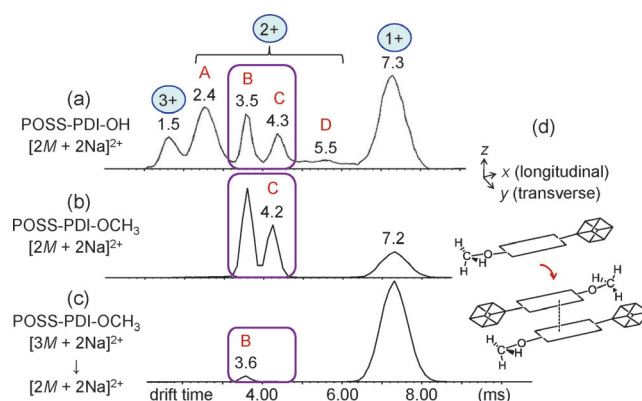 2+
1+
A
B
7.3
3+
2.4
3.5
C
(a)
1.5
4.3
D
5.5
(d)
POSS-PDI-OH
[2M + 2Na]2+
z
x (longitudinal)
y (transverse)
(b)
C
POSS-PDI-OCH3
4.2
7.2
[2M + 2Na]2+
H
H
C
H
O
(c)
O
H
C
H
H
POSS-PDI-OCH3
B
[3M + 2Na]2+
3.6
↓
H
H
C
H
O
[2M + 2Na]2+
drift time
4.00
6.00
8.00
(ms)